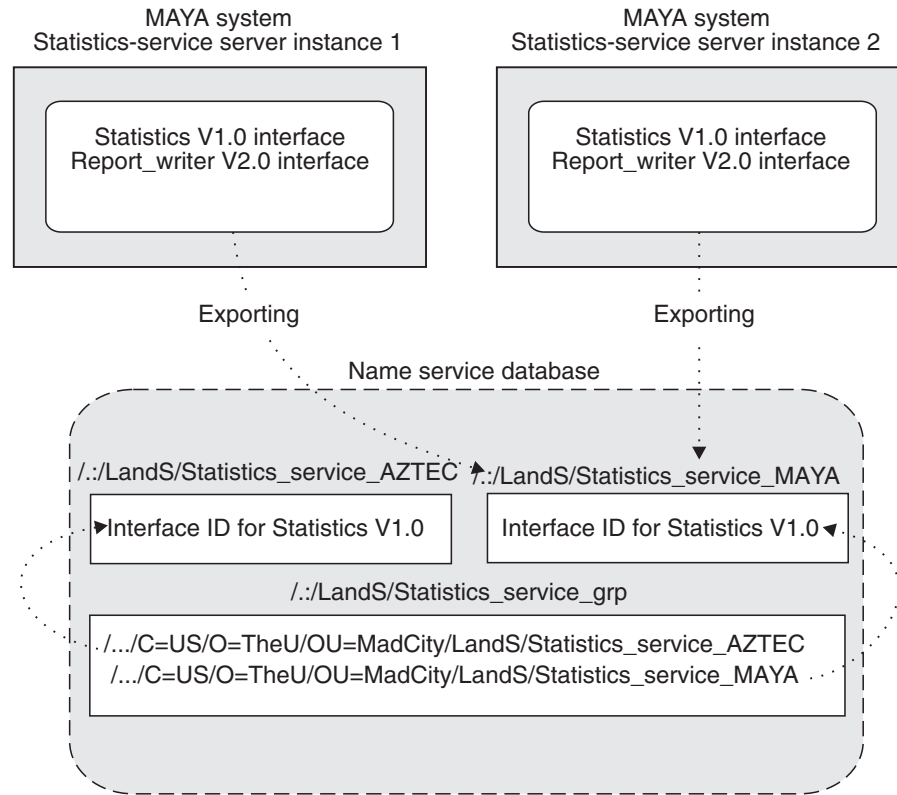 MAYA system
Statistics-service server instance 1
MAYA system
Statistics-service server instance 2
Statistics V1.0 interface
Report_writer V2.0 interface
Statistics V1.0 interface
Report_writer V2.0 interface
Exporting
Exporting
Name service database
/.:/LandS/Statistics_service_AZTEC
/.:/LandS/Statistics_service_MAYA
Interface ID for Statistics V1.0
Interface ID for Statistics V1.0
/.:/LandS/Statistics_service_grp
/.../C=US/O=TheU/OU=MadCity/LandS/Statistics_service_AZTEC
/.../C=US/O=TheU/OU=MadCity/LandS/Statistics_service_MAYA